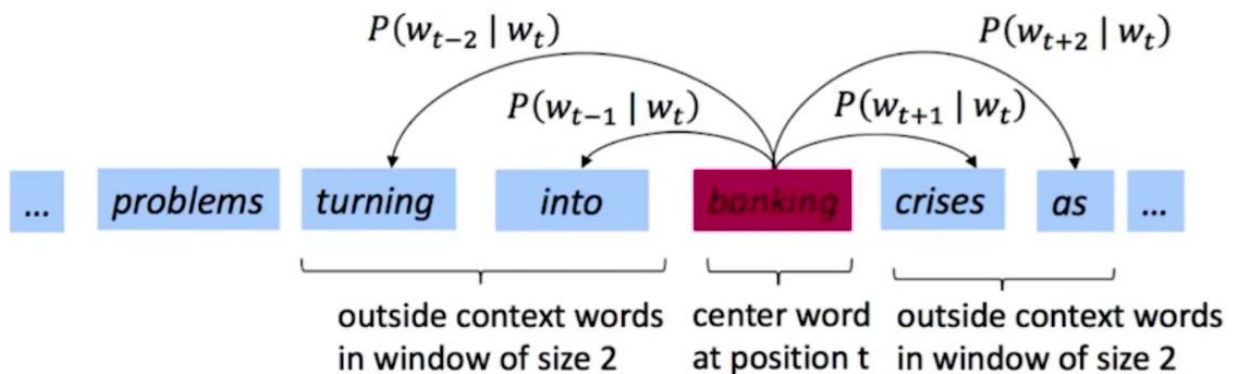 P(w_{t−2} | w_t) P(w_{t+2} | w_t)
P(w_{t−1} | w_t) P(w_{t+1} | w_t)
... problems turning into banking crises as ...
outside context words center word outside context words
in window of size 2 at position t in window of size 2